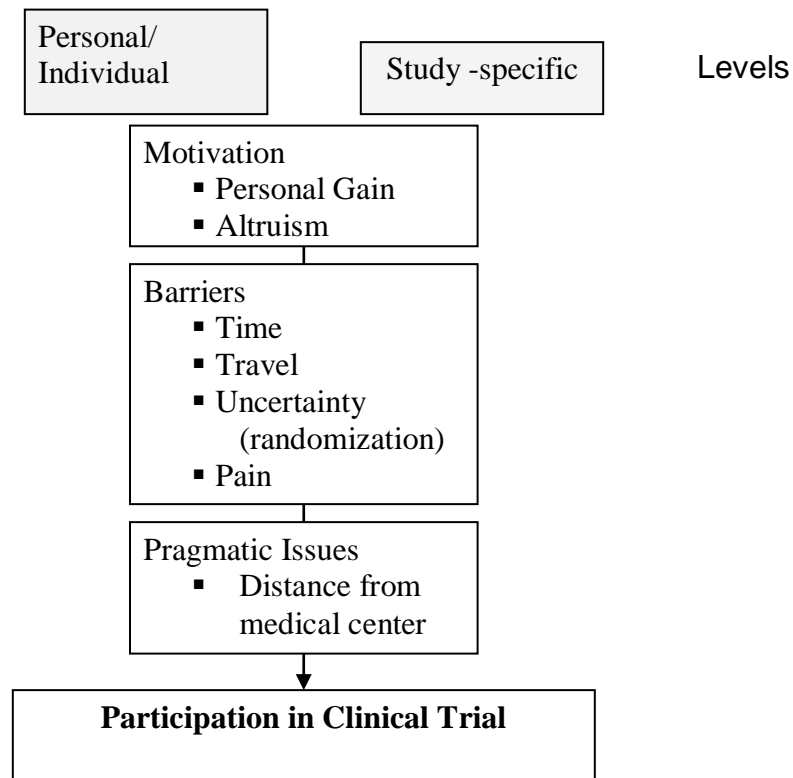 Personal/
Individual
Study -specific
Levels
Motivation
▪ Personal Gain
▪ Altruism
Barriers
▪ Time
▪ Travel
▪ Uncertainty
(randomization)
▪ Pain
Pragmatic Issues
▪ Distance from
medical center
Participation in Clinical Trial